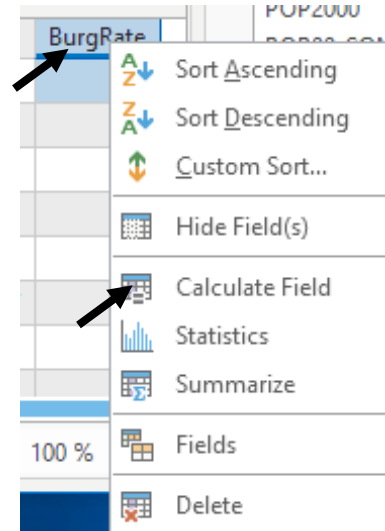 POP2000
BurgRate
Sort Ascending
Sort Descending
Custom Sort...
Hide Field(s)
Calculate Field
Statistics
Summarize
100 %
Fields
Delete